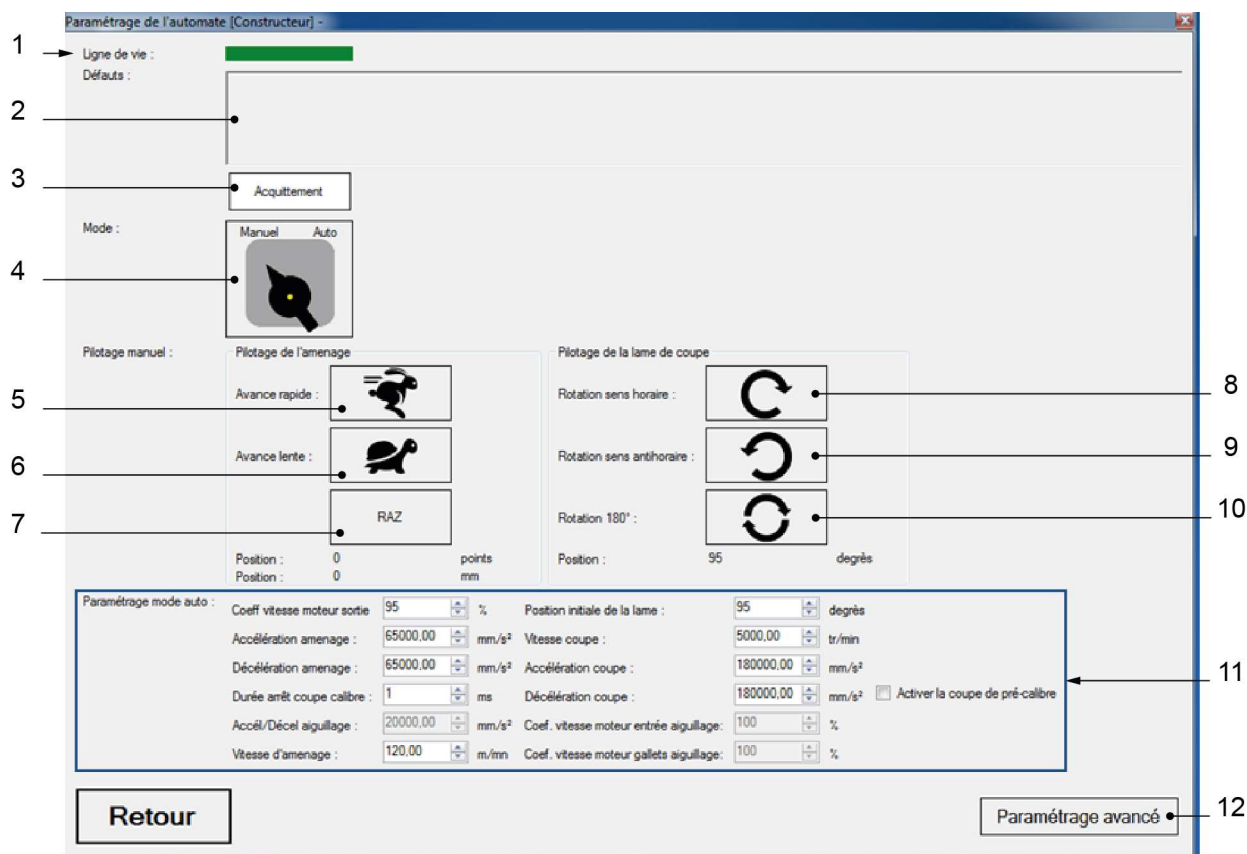 Paramétrage de l'automate [Constructeur] -
1 Ligne de vie :
Défauts :
2
3 Acquittement
Mode : Manuel Auto
4
Pilotage manuel : Pilotage de l'amenage Pilotage de la lame de coupe
5 Avance rapide : Rotation sens horaire : 8
6 Avance lente : Rotation sens antihoraire : 9
7 RAZ Rotation 180° : 10
Position : 0 points Position : 95 degrès
Position : 0 mm
Paramétrage mode auto : Coeff vitesse moteur sortie 95 % Position initiale de la lame : 95 degrès
Accélération amenage : 65000,00 mm/s² Vitesse coupe : 5000,00 tr/min
Décélération amenage : 65000,00 mm/s² Accélération coupe : 180000,00 mm/s²
Durée arrêt coupe calibre : 1 ms Décélération coupe : 180000,00 mm/s² Activer la coupe de pré-calibre 11
Accél/Décel aiguillage : 20000,00 mm/s² Coef. vitesse moteur entrée aiguillage: 100 %
Vitesse d'amenage : 120,00 m/mn Coef. vitesse moteur gallets aiguillage: 100 %
Retour Paramétrage avancé 12